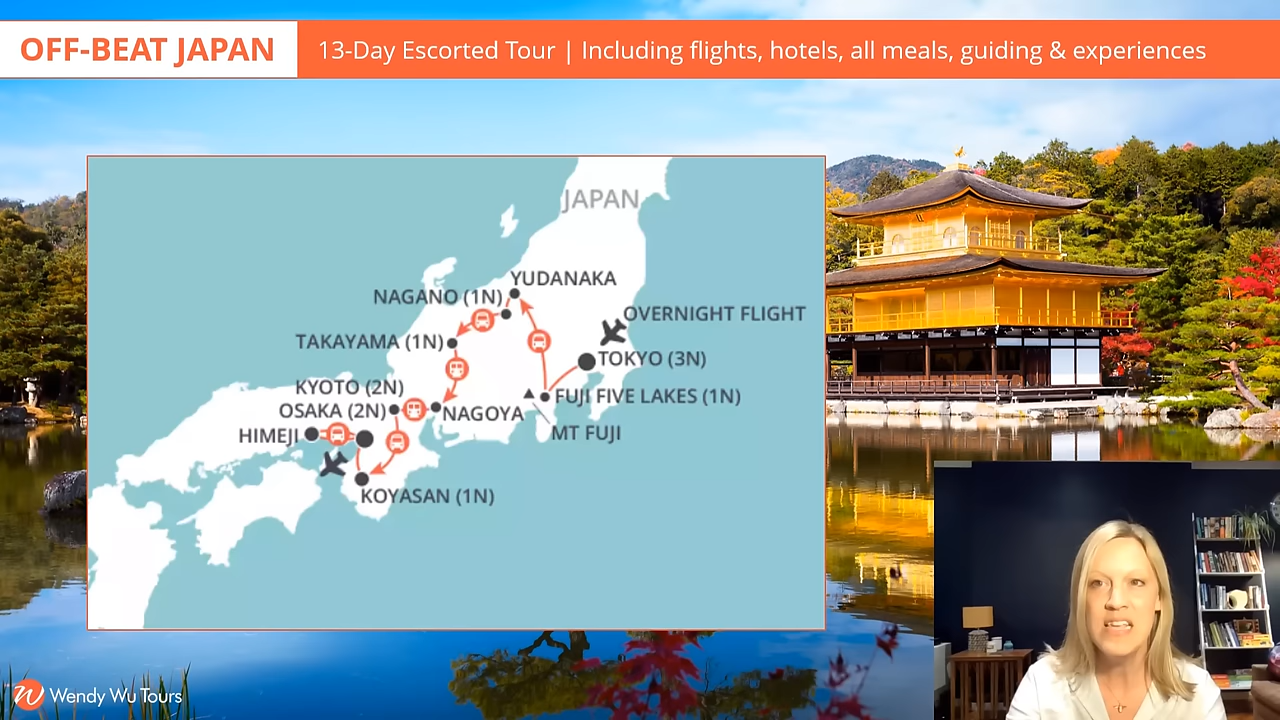 OFF-BEAT JAPAN
13-Day Escorted Tour | Including flights, hotels, all meals, guiding & experiences
JAPAN
YUDANAKA
NAGANO (1N)
OVERNIGHT FLIGHT
TAKAYAMA (1N)
TOKYO (3N)
KYOTO (2N)
FUJI FIVE LAKES (1N)
OSAKA (2N)
NAGOYA
HIMEJI
MT FUJI
KOYASAN (1N)
Wendy Wu Tours